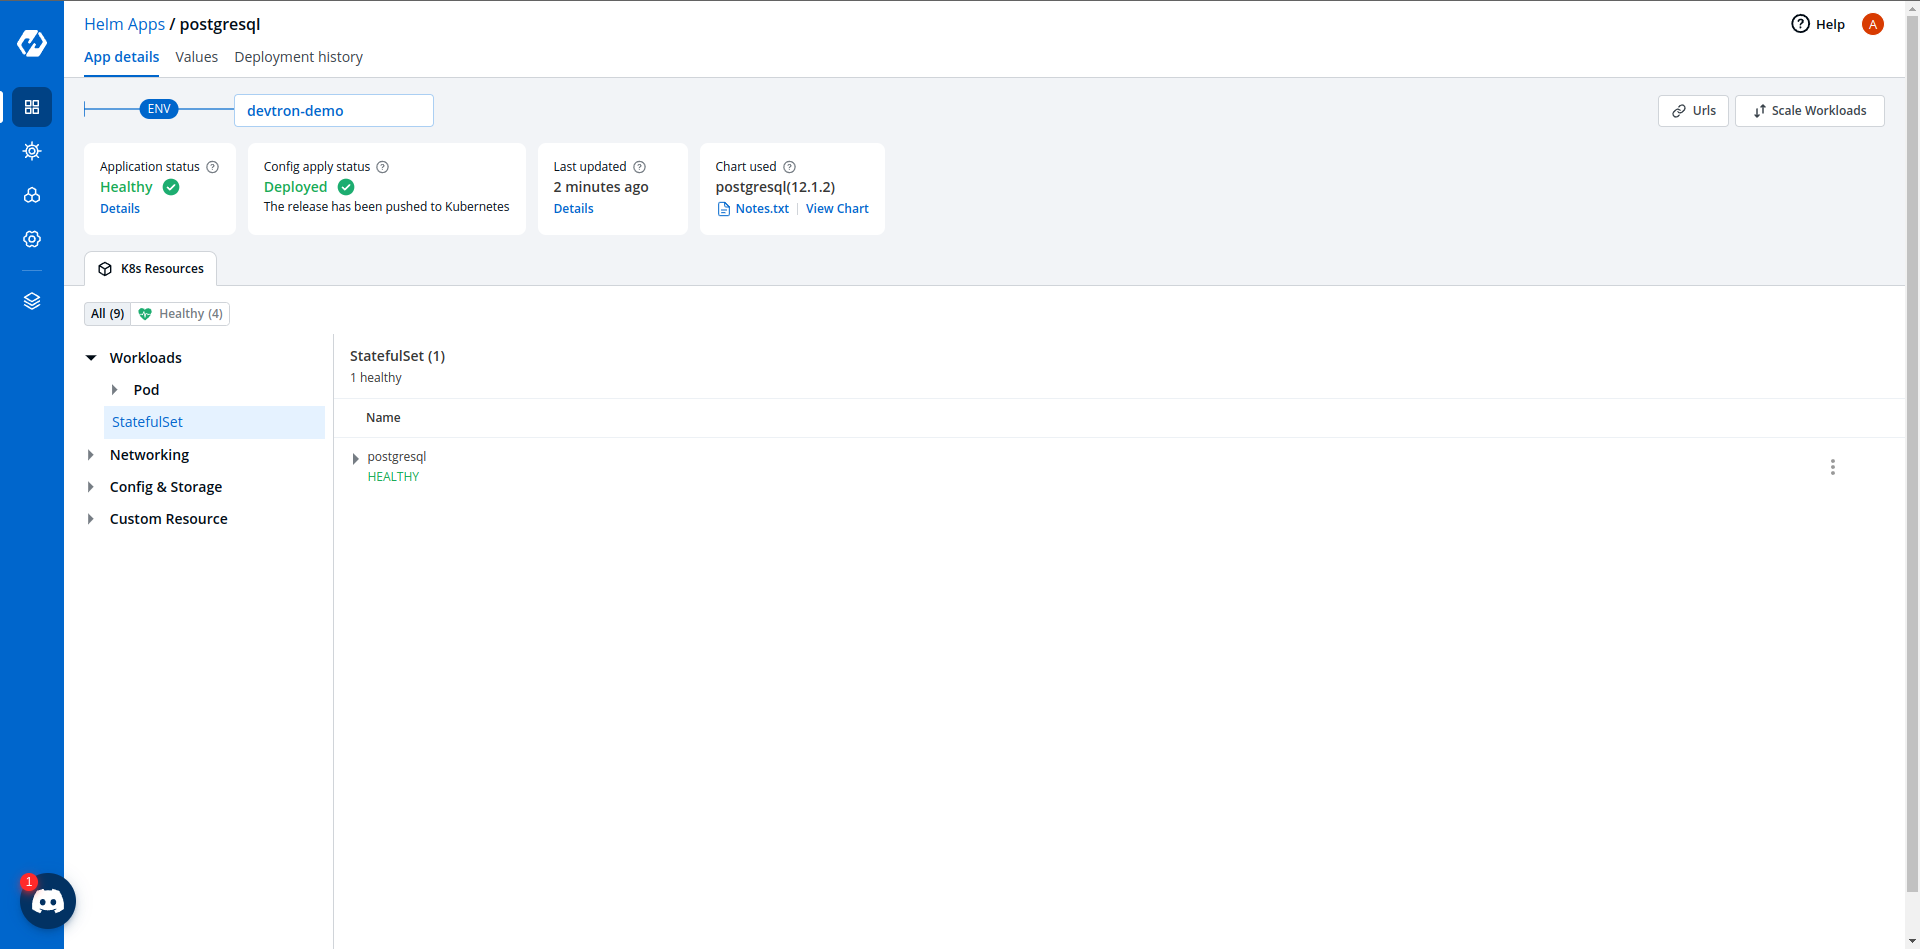 Helm Apps / postgresql
Help
A
App details
Values
Deployment history
ENV
devtron-demo
Urls
Scale Workloads
Application status
Healthy
Details
Config apply status
Deployed
The release has been pushed to Kubernetes
Last updated
2 minutes ago
Details
Chart used
postgresql(12.1.2)
Notes.txt
View Chart
K8s Resources
All (9)
Healthy (4)
Workloads
Pod
StatefulSet
Networking
Config & Storage
Custom Resource
StatefulSet (1)
1 healthy
Name
postgresql
HEALTHY
1